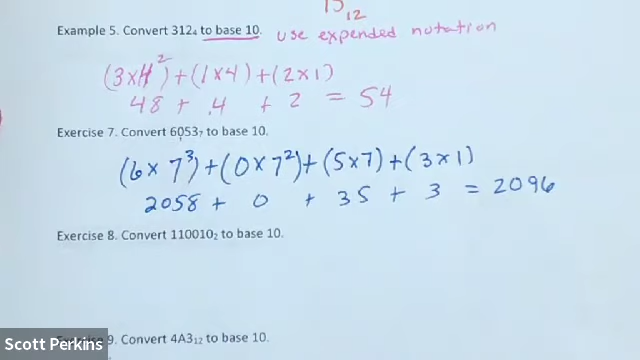 15₁₂
Example 5. Convert 312₄ to base 10. use expended notation
(3×4²)+(1×4)+(2×1)
48 + 4 + 2 = 54
Exercise 7. Convert 6053₇ to base 10.
(6× 7³)+(0×7²)+(5×7)+(3×1)
2058 + 0 + 35 + 3 = 2096
Exercise 8. Convert 110010₂ to base 10.
Exercise 9. Convert 4A3₁₂ to base 10.
Scott Perkins